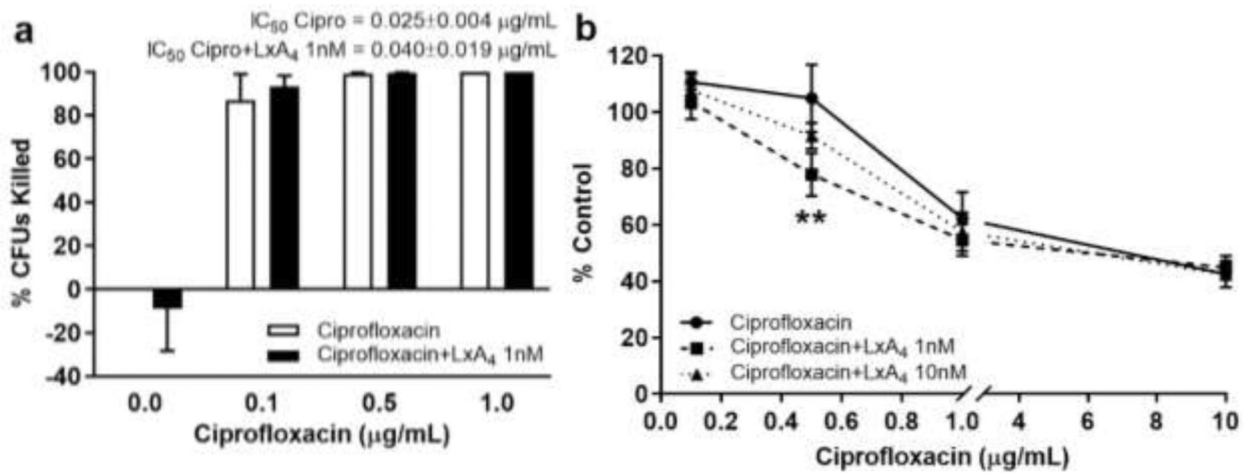 a
IC₅₀ Cipro = 0.025±0.004 μg/mL
IC₅₀ Cipro+LxA₄ 1nM = 0.040±0.019 μg/mL
% CFUs Killed
100
80
60
40
20
0
-20
-40
Ciprofloxacin
Ciprofloxacin+LxA₄ 1nM
0.0 0.1 0.5 1.0
Ciprofloxacin (μg/mL)
b
% Control
120
100
80
60
40
20
0
**
Ciprofloxacin
Ciprofloxacin+LxA₄ 1nM
Ciprofloxacin+LxA₄ 10nM
0.0 0.2 0.4 0.6 0.8 1.0 4 6 8 10
Ciprofloxacin (μg/mL)